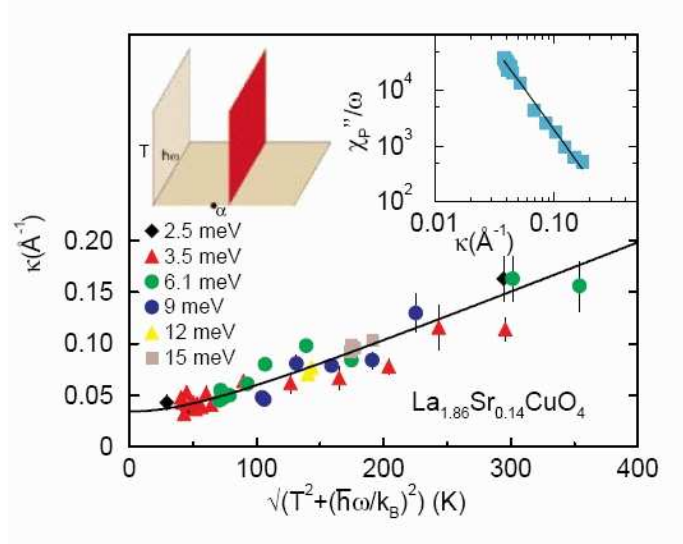 T
ħω
α
χP''/ω
10⁴
10³
10²
0.01
0.10
κ(Å⁻¹)
κ(Å⁻¹)
0.20
0.15
0.10
0.05
0
2.5 meV
3.5 meV
6.1 meV
9 meV
12 meV
15 meV
La1.86Sr0.14CuO4
0
100
200
300
400
√(T²+(ħω/kB)²) (K)